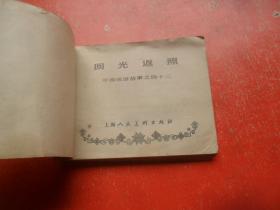 回光返照
中国成语故事之四十三
上海人民美术出版社